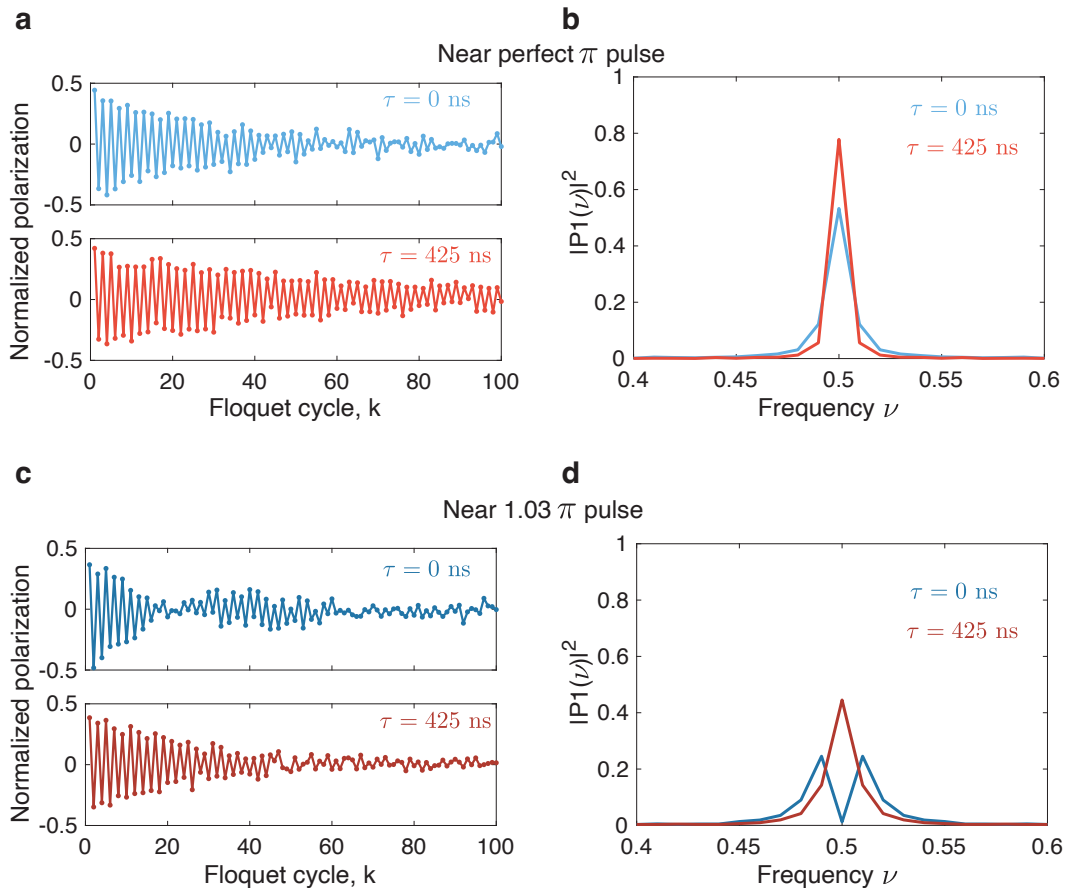 a
b
Near perfect π pulse
Normalized polarization
0.5
0
-0.5
τ = 0 ns
0.5
0
-0.5
τ = 425 ns
0 20 40 60 80 100
Floquet cycle, k
|P1(ν)|²
1
0.8
0.6
0.4
0.2
0
τ = 0 ns
τ = 425 ns
0.4 0.45 0.5 0.55 0.6
Frequency ν
c
d
Near 1.03 π pulse
Normalized polarization
0.5
0
-0.5
τ = 0 ns
0.5
0
-0.5
τ = 425 ns
0 20 40 60 80 100
Floquet cycle, k
|P1(ν)|²
1
0.8
0.6
0.4
0.2
0
τ = 0 ns
τ = 425 ns
0.4 0.45 0.5 0.55 0.6
Frequency ν